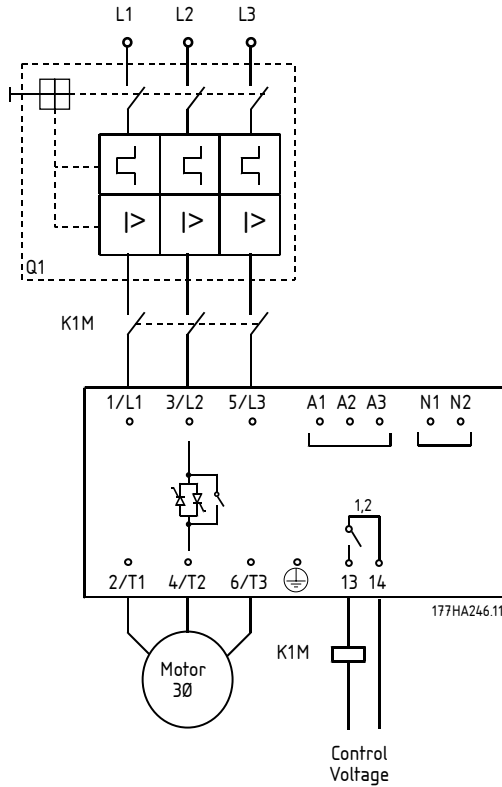 L1 L2 L3
I> I> I>
Q1
K1M
1/L1 3/L2 5/L3 A1 A2 A3 N1 N2
1,2
2/T1 4/T2 6/T3 13 14
177HA246.11
K1M
Motor
3Ø
Control
Voltage